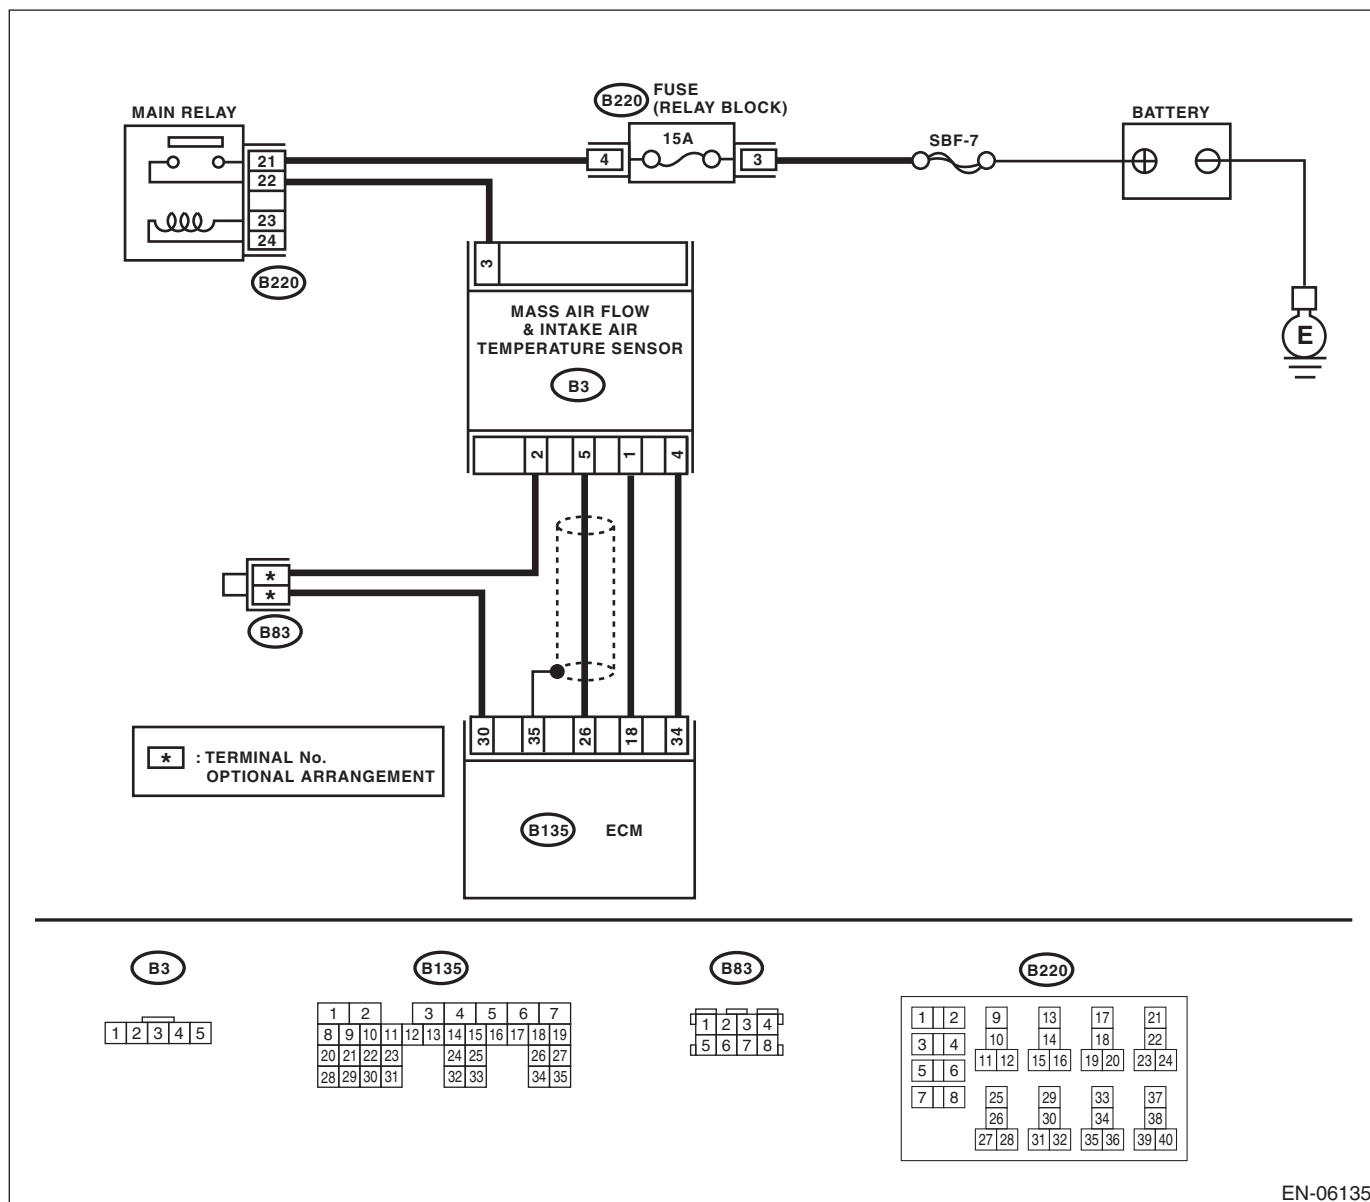 B220 FUSE
(RELAY BLOCK)
MAIN RELAY
15A
SBF-7
BATTERY
21
22
23
24
4
3
B220
3
MASS AIR FLOW
& INTAKE AIR
TEMPERATURE SENSOR
B3
E
2 5 1 4
*
*
B83
30 35 26 18 34
* : TERMINAL No.
OPTIONAL ARRANGEMENT
B135 ECM
B3
1 2 3 4 5
B135
1 2 3 4 5 6 7
8 9 10 11 12 13 14 15 16 17 18 19
20 21 22 23 24 25 26 27
28 29 30 31 32 33 34 35
B83
1 2 3 4
5 6 7 8
B220
1 2 9 13 17 21
3 4 10 14 18 22
11 12 15 16 19 20 23 24
5 6
7 8 25 29 33 37
26 30 34 38
27 28 31 32 35 36 39 40
EN-06135